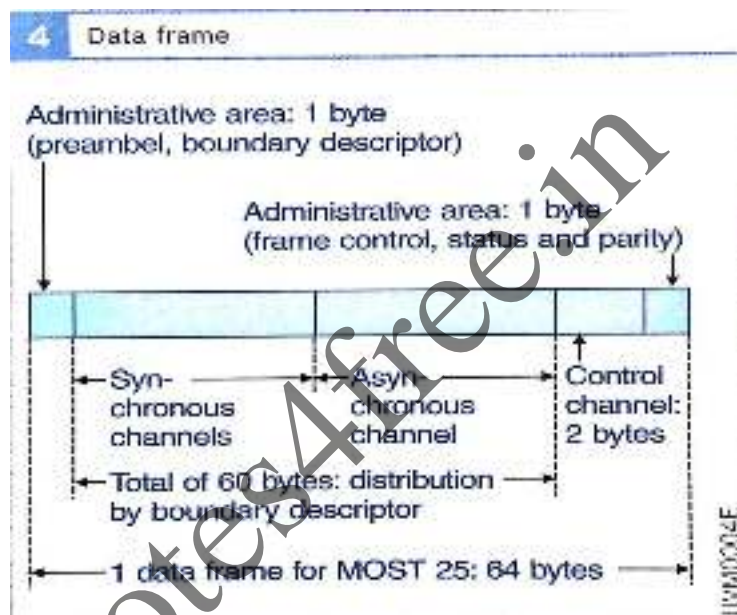 4 Data frame
Administrative area: 1 byte
(preambel, boundary descriptor)
Administrative area: 1 byte
(frame control, status and parity)
Syn-
chronous
channels
Asyn-
chronous
channel
Control
channel:
2 bytes
Total of 60 bytes: distribution
by boundary descriptor
1 data frame for MOST 25: 64 bytes
notes4free.in